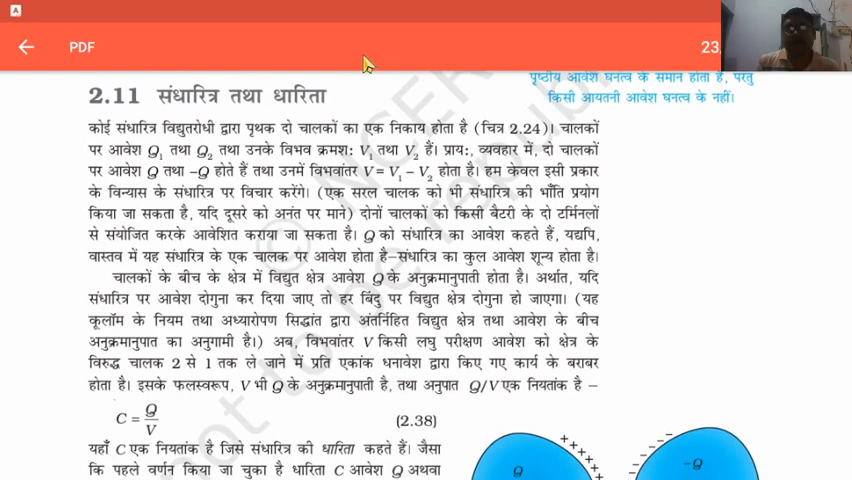 A
PDF
23
पृष्ठीय आवेश घनत्व के समान होता है, परंतु
किसी आयतनी आवेश घनत्व के नहीं।
2.11 संधारित्र तथा धारिता
कोई संधारित्र विद्युतरोधी द्वारा पृथक दो चालकों का एक निकाय होता है (चित्र 2.24)। चालकों
पर आवेश Q₁ तथा Q₂ तथा उनके विभव क्रमशः V₁ तथा V₂ हैं। प्रायः, व्यवहार में, दो चालकों
पर आवेश Q तथा –Q होते हैं तथा उनमें विभवांतर V = V₁ – V₂ होता है। हम केवल इसी प्रकार
के विन्यास के संधारित्र पर विचार करेंगे। (एक सरल चालक को भी संधारित्र की भाँति प्रयोग
किया जा सकता है, यदि दूसरे को अनंत पर माने) दोनों चालकों को किसी बैटरी के दो टर्मिनलों
से संयोजित करके आवेशित कराया जा सकता है। Q को संधारित्र का आवेश कहते हैं, यद्यपि,
वास्तव में यह संधारित्र के एक चालक पर आवेश होता है–संधारित्र का कुल आवेश शून्य होता है।
चालकों के बीच के क्षेत्र में विद्युत क्षेत्र आवेश Q के अनुक्रमानुपाती होता है। अर्थात, यदि
संधारित्र पर आवेश दोगुना कर दिया जाए तो हर बिंदु पर विद्युत क्षेत्र दोगुना हो जाएगा। (यह
कूलॉम के नियम तथा अध्यारोपण सिद्धांत द्वारा अंतर्निहित विद्युत क्षेत्र तथा आवेश के बीच
अनुक्रमानुपात का अनुगामी है।) अब, विभवांतर V किसी लघु परीक्षण आवेश को क्षेत्र के
विरुद्ध चालक 2 से 1 तक ले जाने में प्रति एकांक धनावेश द्वारा किए गए कार्य के बराबर
होता है। इसके फलस्वरूप, V भी Q के अनुक्रमानुपाती है, तथा अनुपात Q/V एक नियतांक है –
C = Q/V (2.38)
यहाँ C एक नियतांक है जिसे संधारित्र की धारिता कहते हैं। जैसा
कि पहले वर्णन किया जा चुका है धारिता C आवेश Q अथवा
Q
–Q
© NCER
not to be republi